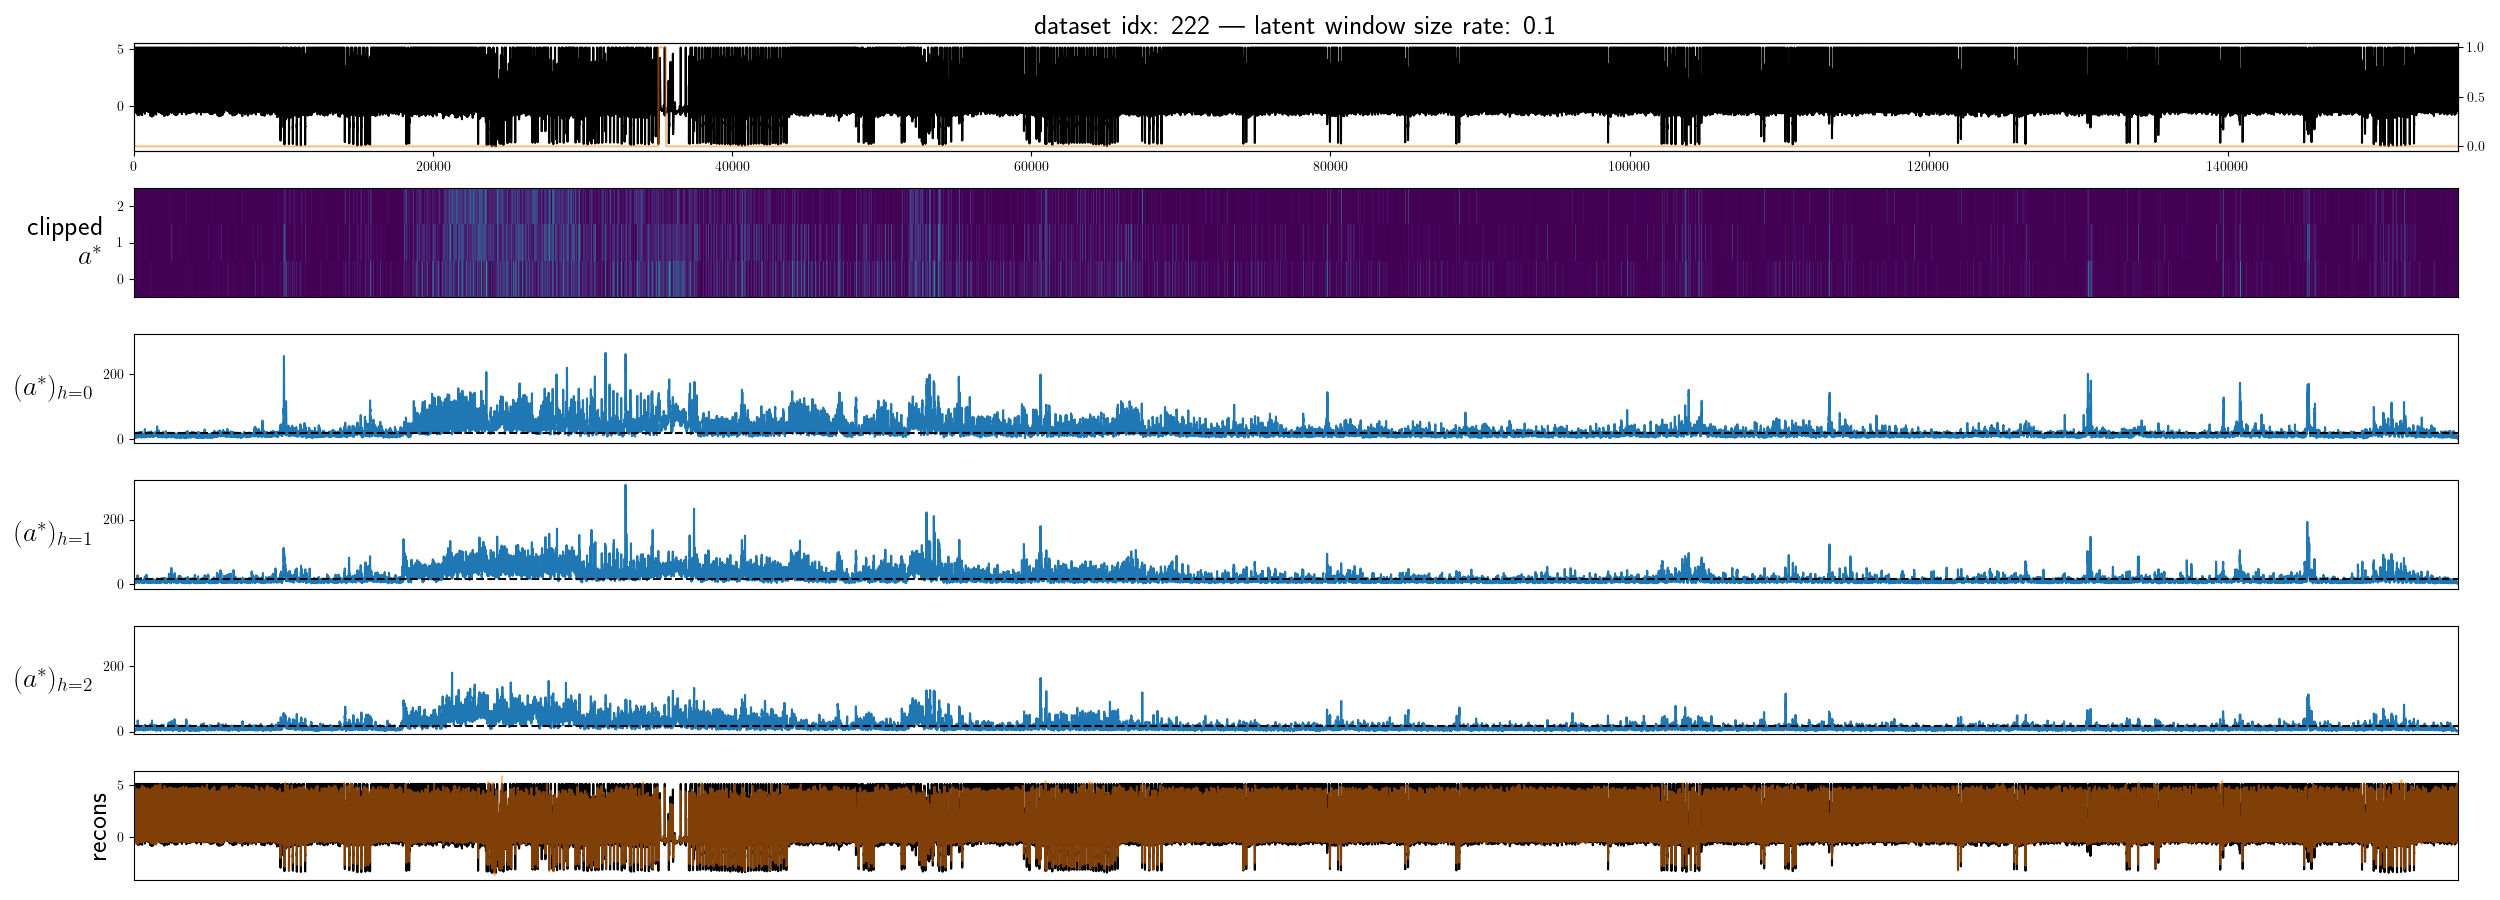 dataset idx: 222 — latent window size rate: 0.1
5
0
1.0
0.5
0.0
0 20000 40000 60000 80000 100000 120000 140000
clipped
a*
2
1
0
(a*)h=0
200
0
(a*)h=1
200
0
(a*)h=2
200
0
recons
5
0